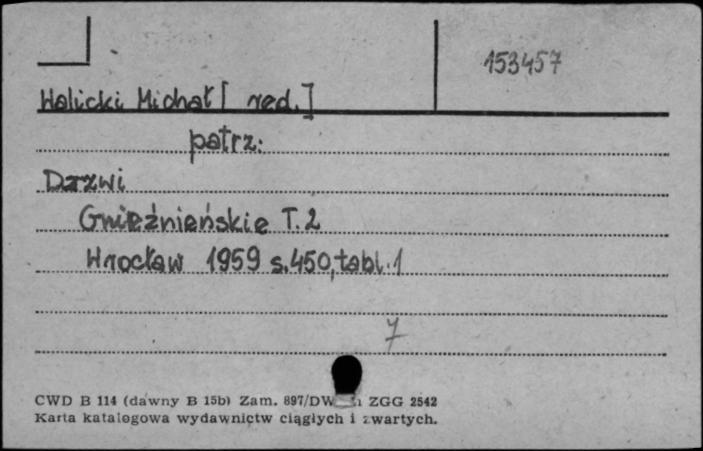 153457
Walicki Michał [red.]
patrz:
Drzwi
Gnieźnieńskie T.2
Wrocław 1959 s.450,tabl.1
7
CWD B 114 (dawny B 15b) Zam. 897/DW ZGG 2542
Karta katalogowa wydawnictw ciągłych i zwartych.